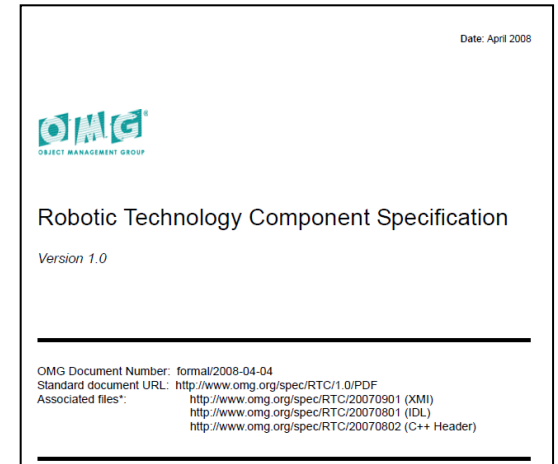 Date: April 2008
OMG®
OBJECT MANAGEMENT GROUP
Robotic Technology Component Specification
Version 1.0
OMG Document Number: formal/2008-04-04
Standard document URL: http://www.omg.org/spec/RTC/1.0/PDF
Associated files*: http://www.omg.org/spec/RTC/20070901 (XMI)
http://www.omg.org/spec/RTC/20070801 (IDL)
http://www.omg.org/spec/RTC/20070802 (C++ Header)